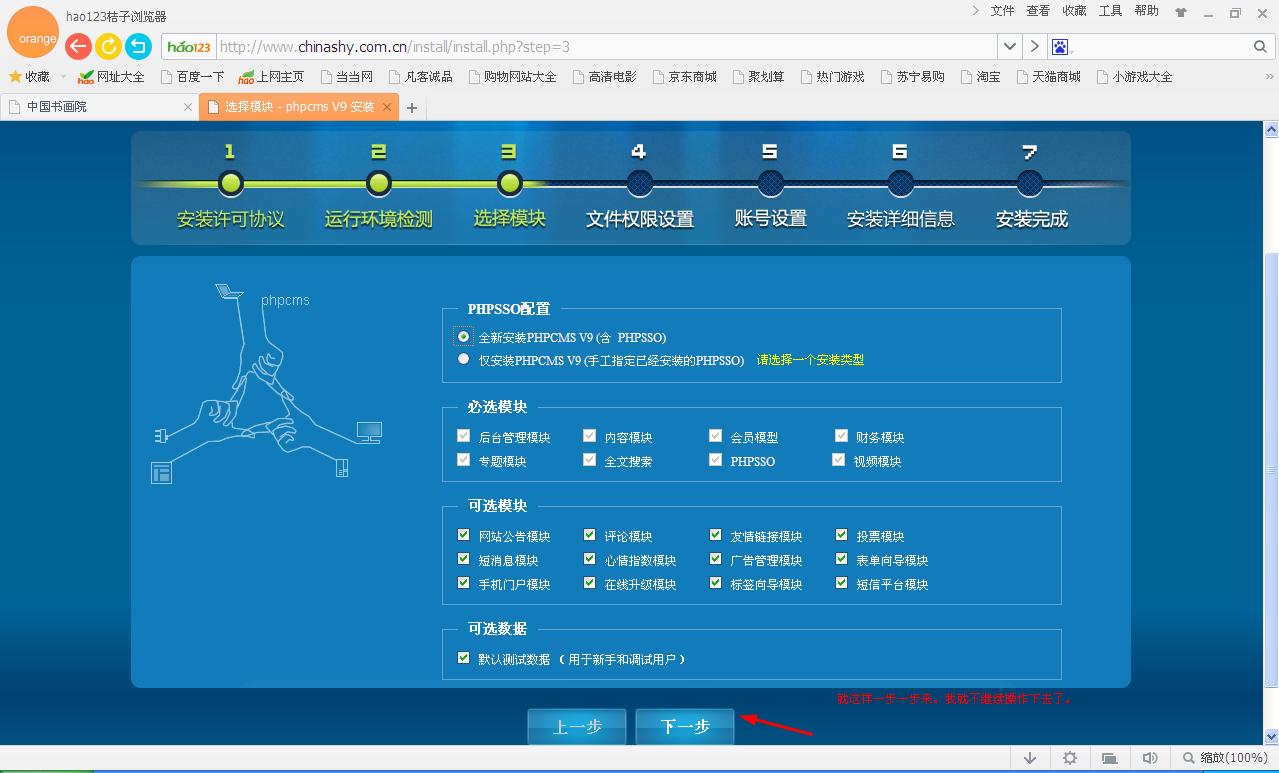 hao123桔子浏览器
文件 查看 收藏 工具 帮助
orange
hao123 http://www.chinashy.com.cn/install/install.php?step=3
收藏 hao 网址大全 百度一下 hao 上网主页 当当网 凡客诚品 购物网站大全 高清电影 京东商城 聚划算 热门游戏 苏宁易购 淘宝 天猫商城 小游戏大全
中国书画院 选择模块 - phpcms V9 安装
1 2 3 4 5 6 7
安装许可协议 运行环境检测 选择模块 文件权限设置 账号设置 安装详细信息 安装完成
phpcms
PHPSSO配置
全新安装PHPCMS V9 (含 PHPSSO)
仅安装PHPCMS V9 (手工指定已经安装的PHPSSO) 请选择一个安装类型
必选模块
后台管理模块 内容模块 会员模型 财务模块
专题模块 全文搜索 PHPSSO 视频模块
可选模块
网站公告模块 评论模块 友情链接模块 投票模块
短消息模块 心情指数模块 广告管理模块 表单向导模块
手机门户模块 在线升级模块 标签向导模块 短信平台模块
可选数据
默认测试数据 （用于新手和调试用户）
就这样一步一步来。我就不继续操作下去了。
上一步 下一步
缩放(100%)